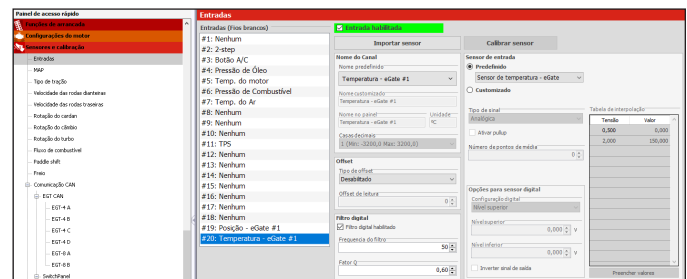 Painel de acesso rápido
Funções de arrancada
Configurações do motor
Sensores e calibração
Entradas
MAP
Tipo de tração
Velocidade das rodas dianteiras
Velocidade das rodas traseiras
Rotação do cardan
Rotação do câmbio
Rotação do turbo
Fluxo de combustível
Paddle shift
Freio
Comunicação CAN
EGT CAN
EGT-4 A
EGT-4 B
EGT-4 C
EGT-4 D
EGT-8 A
EGT-8 B
SwitchPanel
Entradas
Entradas (Fios brancos)
#1: Nenhum
#2: 2-step
#3: Botão A/C
#4: Pressão de Óleo
#5: Temp. do motor
#6: Pressão de Combustível
#7: Temp. do Ar
#8: Nenhum
#9: Nenhum
#10: Nenhum
#11: TPS
#12: Nenhum
#13: Nenhum
#14: Nenhum
#15: Nenhum
#16: Nenhum
#17: Nenhum
#18: Nenhum
#19: Posição - eGate #1
#20: Temperatura - eGate #1
Entrada habilitada
Importar sensor
Calibrar sensor
Nome do Canal
Nome predefinido
Temperatura - eGate #1
Nome customizado
Temperatura - eGate #1
Nome no painel
Unidade
Temperatura - eGate #1
ºC
Casas decimais
1 (Min: -3200,0 Max: 3200,0)
Offset
Tipo de offset
Desabilitado
Offset de leitura
0
Filtro digital
Filtro digital habilitado
Frequencia do filtro
50
Fator Q
0,60
Sensor de entrada
Predefinido
Sensor de temperatura - eGate
Customizado
Tipo de sinal
Analógica
Ativar pullup
Número de pontos de média
0
Opções para sensor digital
Configuração digital
Nível superior
Nível superior
0,000 v
Nível inferior
0,000 v
Inverter sinal de saída
Tabela de interpolação
Tensão Valor
0,500 0,000
2,000 150,000
Preencher valores